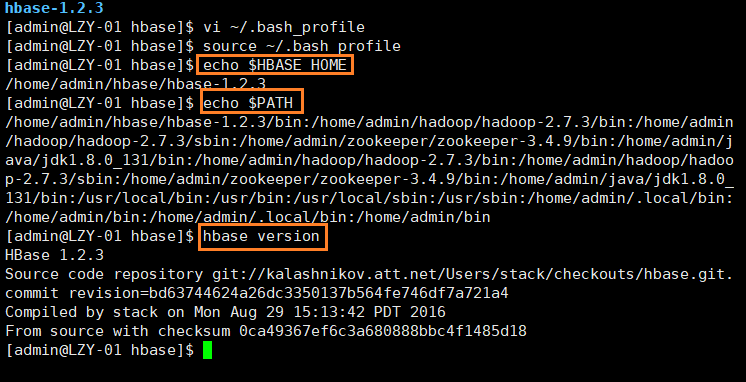 hbase-1.2.3
[admin@LZY-01 hbase]$ vi ~/.bash_profile
[admin@LZY-01 hbase]$ source ~/.bash_profile
[admin@LZY-01 hbase]$ echo $HBASE_HOME
/home/admin/hbase/hbase-1.2.3
[admin@LZY-01 hbase]$ echo $PATH
/home/admin/hbase/hbase-1.2.3/bin:/home/admin/hadoop/hadoop-2.7.3/bin:/home/admin
/hadoop/hadoop-2.7.3/sbin:/home/admin/zookeeper/zookeeper-3.4.9/bin:/home/admin/j
ava/jdk1.8.0_131/bin:/home/admin/hadoop/hadoop-2.7.3/bin:/home/admin/hadoop/hadoo
p-2.7.3/sbin:/home/admin/zookeeper/zookeeper-3.4.9/bin:/home/admin/java/jdk1.8.0_
131/bin:/usr/local/bin:/usr/bin:/usr/local/sbin:/usr/sbin:/home/admin/.local/bin:
/home/admin/bin:/home/admin/.local/bin:/home/admin/bin
[admin@LZY-01 hbase]$ hbase version
HBase 1.2.3
Source code repository git://kalashnikov.att.net/Users/stack/checkouts/hbase.git.
commit revision=bd63744624a26dc3350137b564fe746df7a721a4
Compiled by stack on Mon Aug 29 15:13:42 PDT 2016
From source with checksum 0ca49367ef6c3a680888bbc4f1485d18
[admin@LZY-01 hbase]$